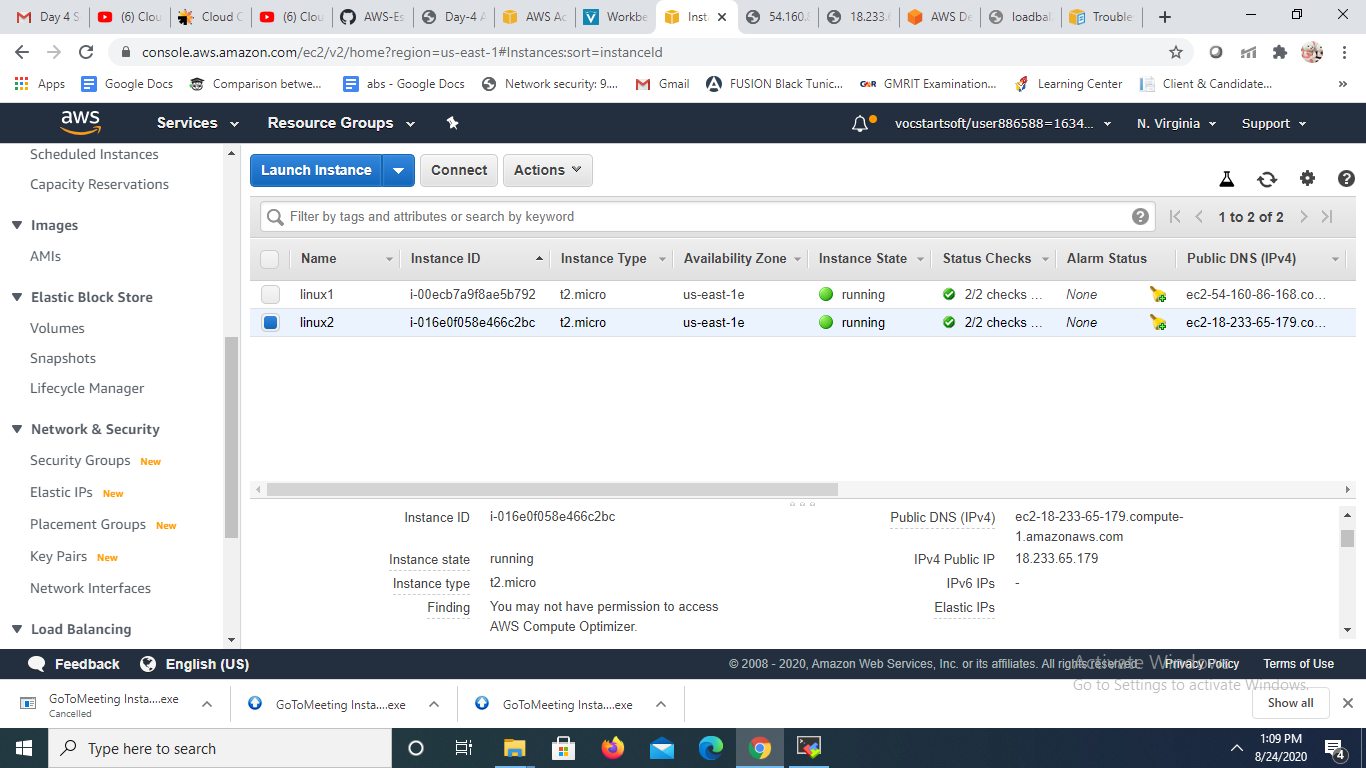 Day 4 S
(6) Clou
Cloud C
(6) Clou
AWS-Es
Day-4 A
AWS Ac
Workbe
Inst
54.160.8
18.233.6
AWS De
loadbal
Trouble
console.aws.amazon.com/ec2/v2/home?region=us-east-1#Instances:sort=instanceId
Apps
Google Docs
Comparison betwe...
abs - Google Docs
Network security: 9....
Gmail
FUSION Black Tunic...
GMRIT Examination...
Learning Center
Client & Candidate...
»
aws
Services
Resource Groups
vocstartsoft/user886588=1634...
N. Virginia
Support
Scheduled Instances
Capacity Reservations
Images
AMIs
Elastic Block Store
Volumes
Snapshots
Lifecycle Manager
Network & Security
Security Groups New
Elastic IPs New
Placement Groups New
Key Pairs New
Network Interfaces
Load Balancing
Launch Instance
Connect
Actions
Filter by tags and attributes or search by keyword
1 to 2 of 2
Name Instance ID Instance Type Availability Zone Instance State Status Checks Alarm Status Public DNS (IPv4)
linux1 i-00ecb7a9f8ae5b792 t2.micro us-east-1e running 2/2 checks ... None ec2-54-160-86-168.co...
linux2 i-016e0f058e466c2bc t2.micro us-east-1e running 2/2 checks ... None ec2-18-233-65-179.co...
Instance ID i-016e0f058e466c2bc
Instance state running
Instance type t2.micro
Finding You may not have permission to access
AWS Compute Optimizer.
Public DNS (IPv4) ec2-18-233-65-179.compute-
1.amazonaws.com
IPv4 Public IP 18.233.65.179
IPv6 IPs -
Elastic IPs
Feedback
English (US)
© 2008 - 2020, Amazon Web Services, Inc. or its affiliates. All rights reserved.
Privacy Policy
Terms of Use
Activate Windows
Go to Settings to activate Windows.
GoToMeeting Insta....exe
Cancelled
GoToMeeting Insta....exe
GoToMeeting Insta....exe
Show all
Type here to search
1:09 PM
8/24/2020
4